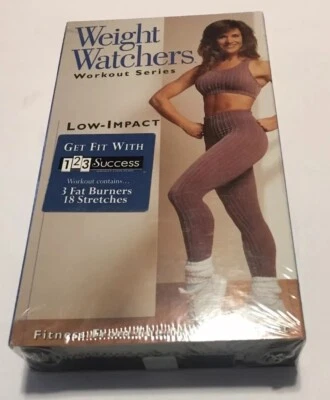 Weight
Watchers
Workout Series
LOW-IMPACT
GET FIT WITH
123 Success
Workout contains...
3 Fat Burners
18 Stretches